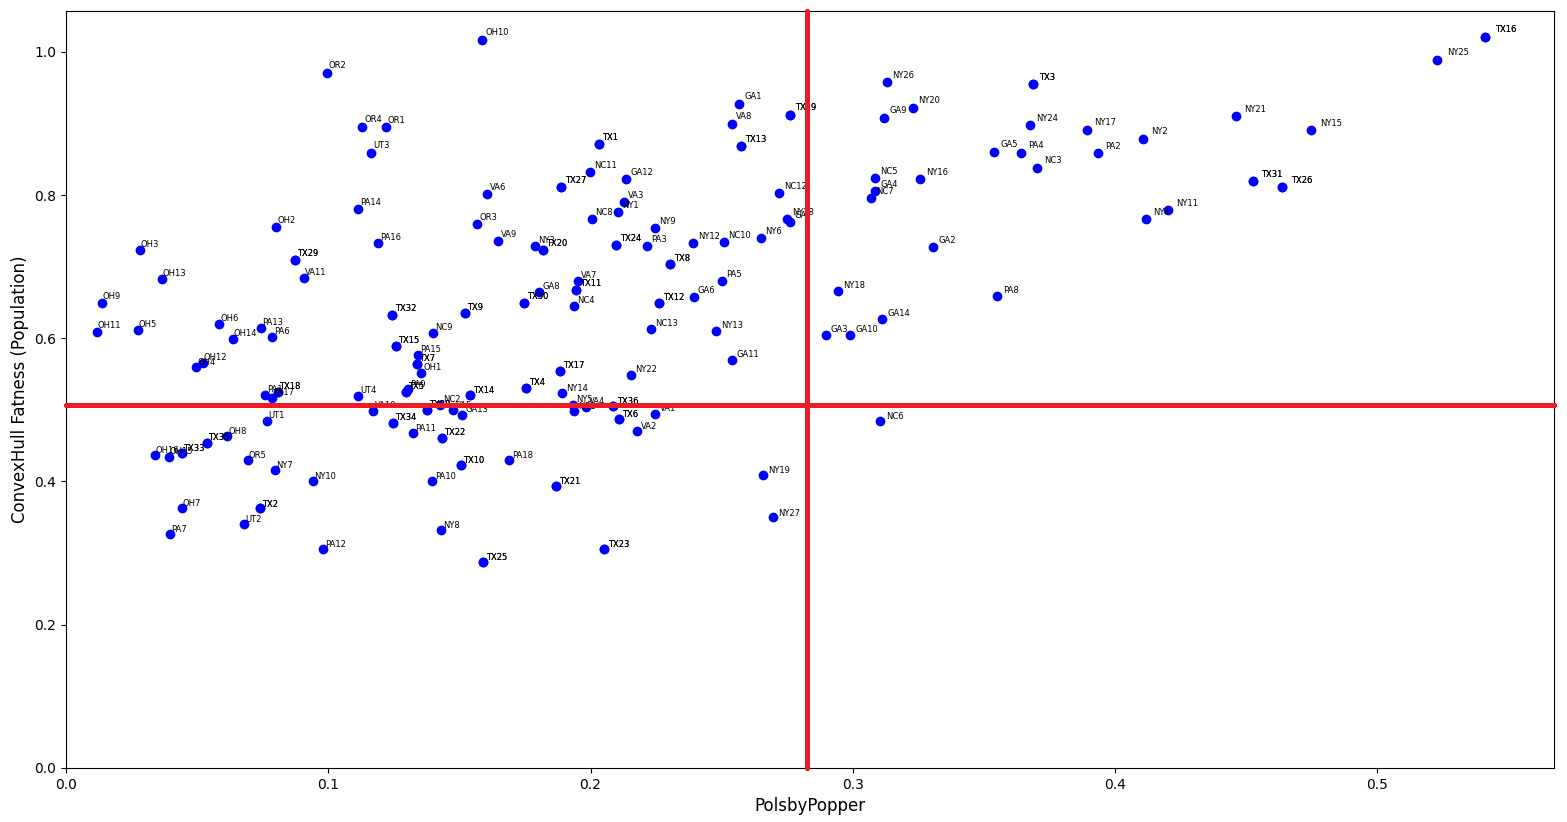 1.0
0.8
0.6
0.4
0.2
0.0
ConvexHull Fatness (Population)
OH10
TX16
NY25
OR2
NY26
TX3
GA1
NY20
GA9
NY21
VA8
OR4
OR1
NY24
NY17
NY15
TX1
TX13
NY2
UT3
GA5
PA4
PA2
NC3
NC11
GA12
NC5
NY16
TX27
GA4
TX31
TX26
VA6
VA3
NC12
NC7
PA14
NY1
NC8
NY11
OH2
OR3
NY9
PA16
VA9
TX20
TX24
PA3
NY12
NC10
NY6
GA2
OH3
TX29
TX8
OH13
VA11
VA7
TX11
PA5
GA8
GA6
NY18
PA8
OH9
TX30
NC4
TX12
TX32
TX9
GA14
OH11
OH5
OH6
PA13
NC9
NC13
NY13
GA3
GA10
OH14
PA6
TX15
PA15
TX7
OH12
OH1
TX17
GA11
NY22
TX18
TX5
TX4
UT4
TX14
NY14
NC2
NY5
VA4
TX36
UT1
TX34
GA13
TX6
NC6
OH8
PA11
TX22
VA2
TX33
OR5
NY7
TX10
PA18
NY10
PA10
TX21
NY19
OH7
TX2
UT2
PA7
NY8
NY27
PA12
TX25
TX23
0.0 0.1 0.2 0.3 0.4 0.5
PolsbyPopper